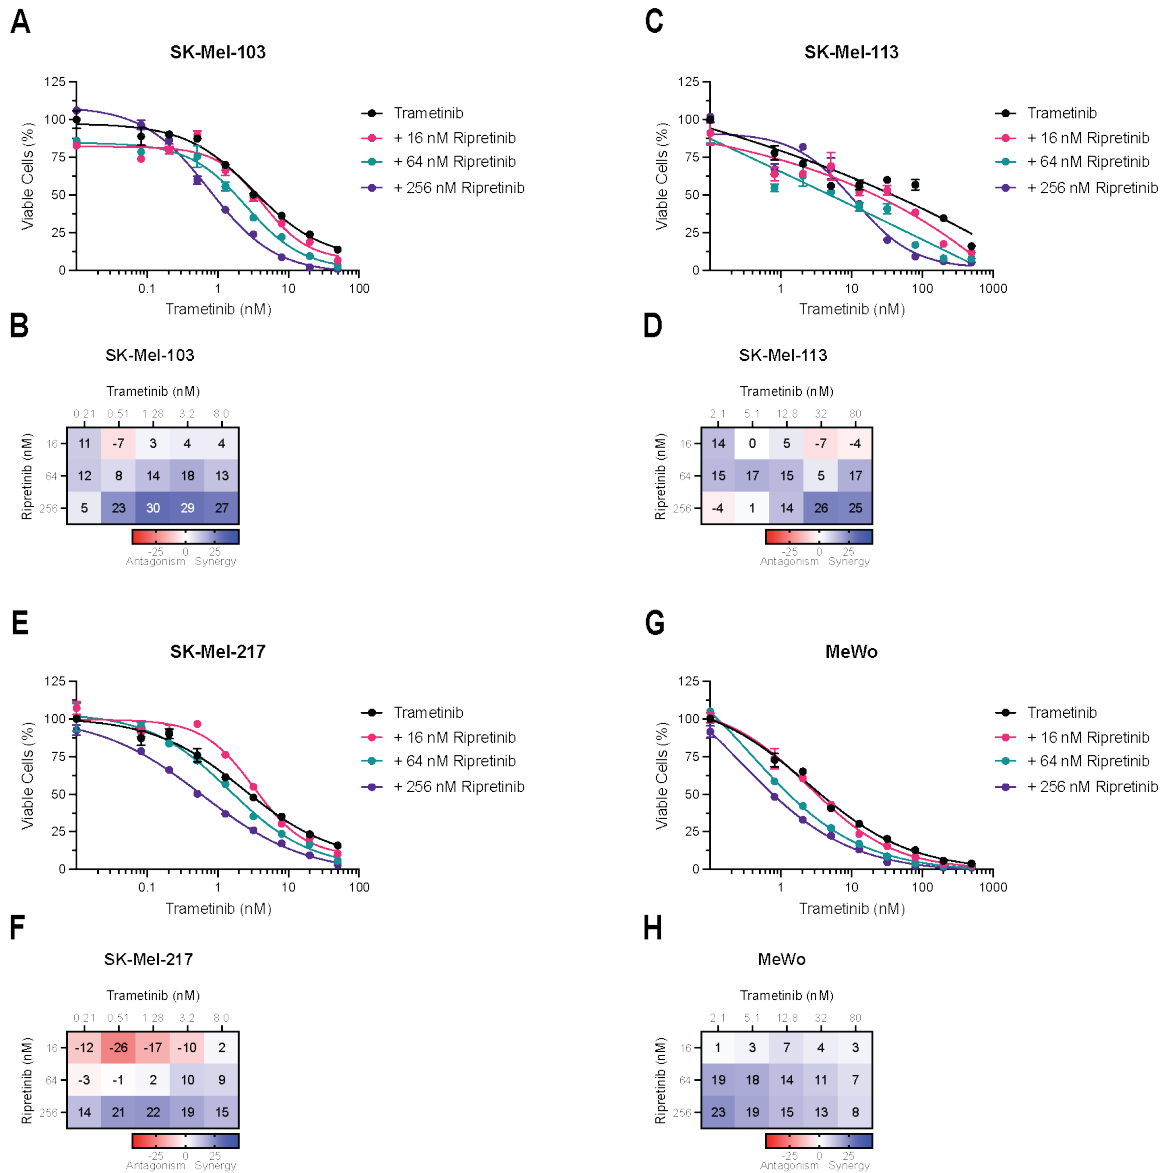 A
SK-Mel-103
125
100
75
50
25
0
Viable Cells (%)
0.1 1 10 100
Trametinib (nM)
Trametinib
+ 16 nM Ripretinib
+ 64 nM Ripretinib
+ 256 nM Ripretinib
C
SK-Mel-113
125
100
75
50
25
0
Viable Cells (%)
1 10 100 1000
Trametinib (nM)
Trametinib
+ 16 nM Ripretinib
+ 64 nM Ripretinib
+ 256 nM Ripretinib
B
SK-Mel-103
Trametinib (nM)
0.21 0.51 1.28 3.2 8.0
Ripretinib (nM)
16 11 -7 3 4 4
64 12 8 14 18 13
256 5 23 30 29 27
-25 0 25
Antagonism Synergy
D
SK-Mel-113
Trametinib (nM)
2.1 5.1 12.8 32 80
Ripretinib (nM)
16 14 0 5 -7 -4
64 15 17 15 5 17
256 -4 1 14 26 25
-25 0 25
Antagonism Synergy
E
SK-Mel-217
125
100
75
50
25
0
Viable Cells (%)
0.1 1 10 100
Trametinib (nM)
Trametinib
+ 16 nM Ripretinib
+ 64 nM Ripretinib
+ 256 nM Ripretinib
G
MeWo
125
100
75
50
25
0
Viable Cells (%)
1 10 100 1000
Trametinib (nM)
Trametinib
+ 16 nM Ripretinib
+ 64 nM Ripretinib
+ 256 nM Ripretinib
F
SK-Mel-217
Trametinib (nM)
0.21 0.51 1.28 3.2 8.0
Ripretinib (nM)
16 -12 -26 -17 -10 2
64 -3 -1 2 10 9
256 14 21 22 19 15
-25 0 25
Antagonism Synergy
H
MeWo
Trametinib (nM)
2.1 5.1 12.8 32 80
Ripretinib (nM)
16 1 3 7 4 3
64 19 18 14 11 7
256 23 19 15 13 8
-25 0 25
Antagonism Synergy